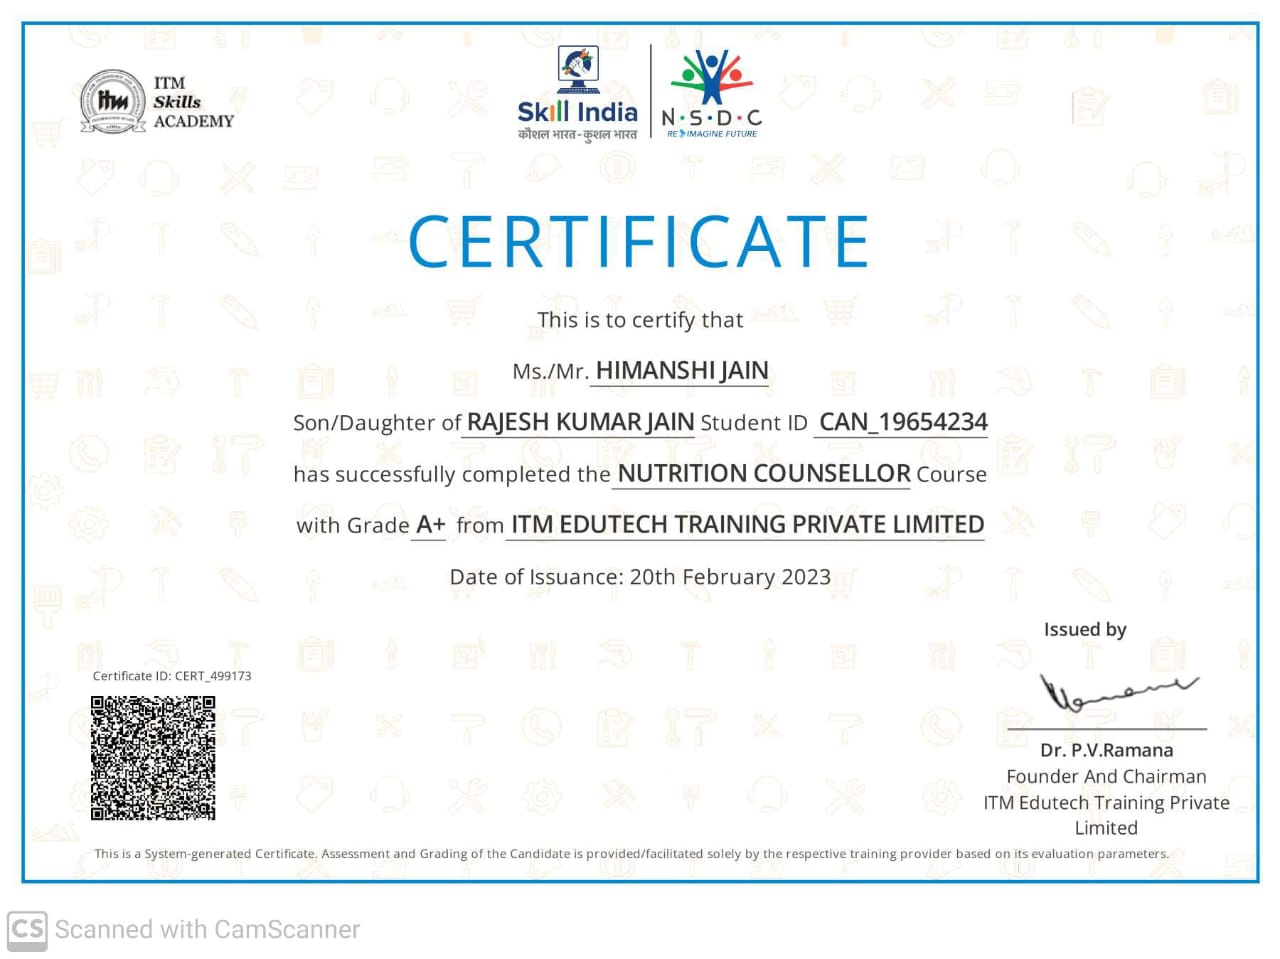 ITM
Skills
ACADEMY
itm
Skill India
कौशल भारत - कुशल भारत
N·S·D·C
RE IMAGINE FUTURE
CERTIFICATE
This is to certify that
Ms./Mr. HIMANSHI JAIN
Son/Daughter of RAJESH KUMAR JAIN Student ID CAN_19654234
has successfully completed the NUTRITION COUNSELLOR Course
with Grade A+ from ITM EDUTECH TRAINING PRIVATE LIMITED
Date of Issuance: 20th February 2023
Issued by
Certificate ID: CERT_499173
Dr. P.V.Ramana
Founder And Chairman
ITM Edutech Training Private
Limited
This is a System-generated Certificate. Assessment and Grading of the Candidate is provided/facilitated solely by the respective training provider based on its evaluation parameters.
CS Scanned with CamScanner